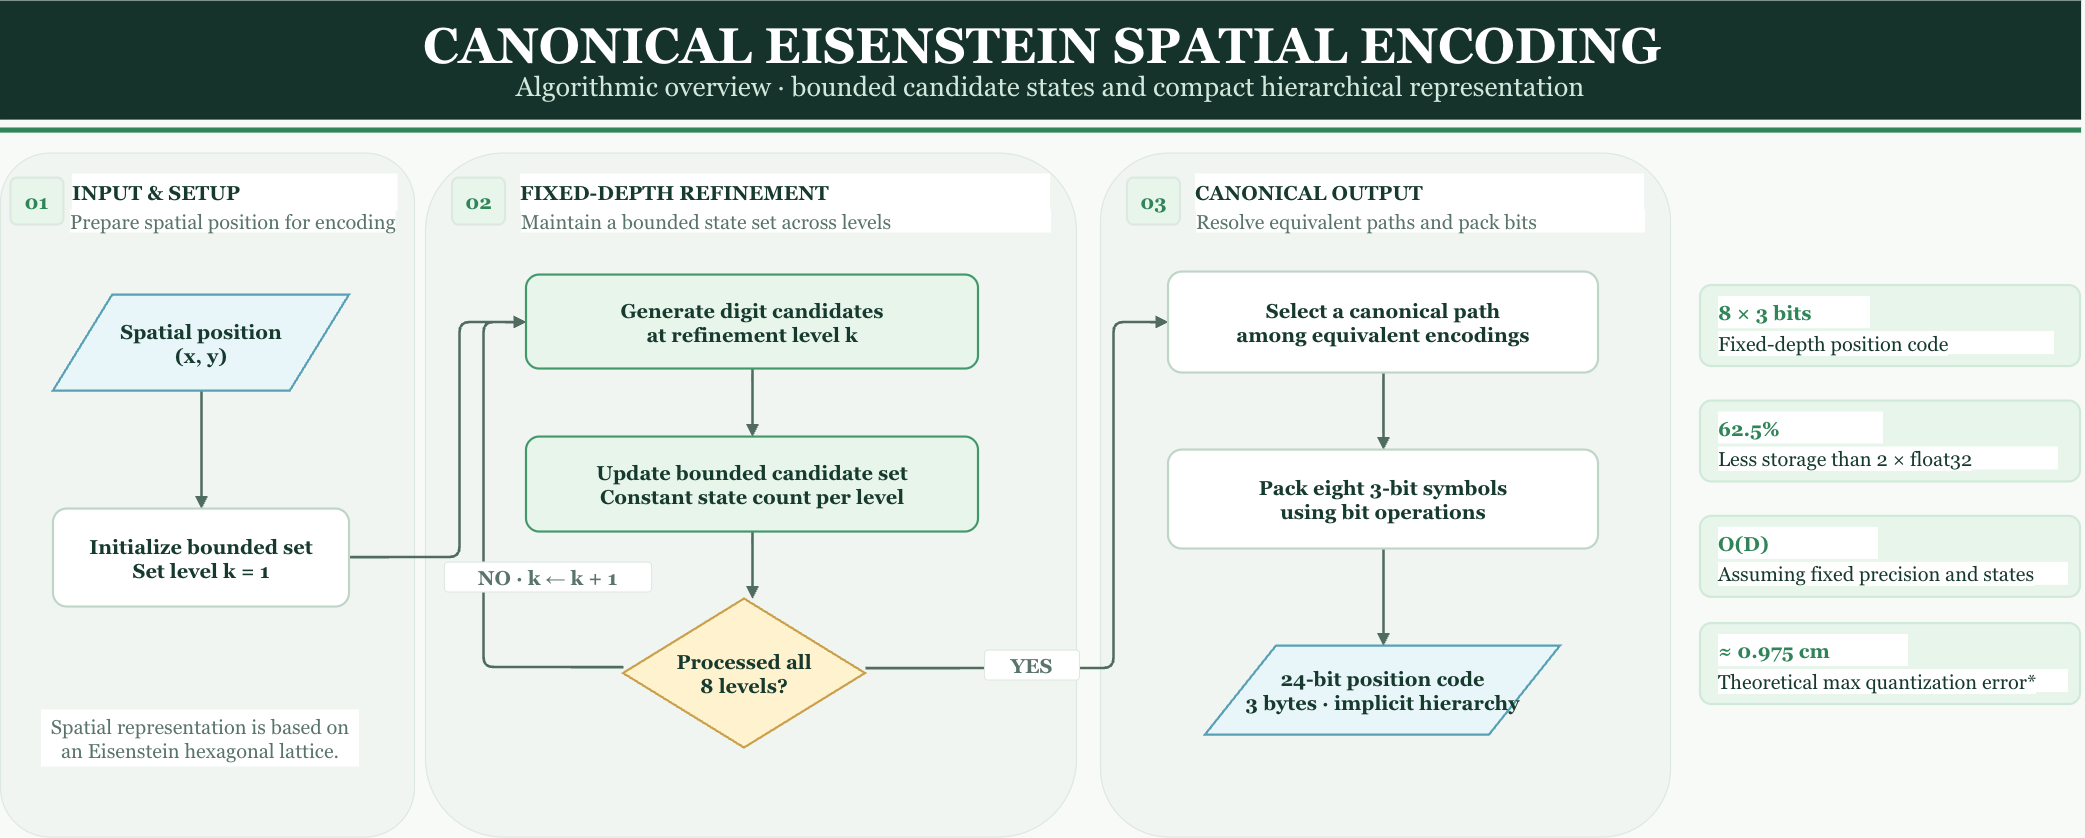 CANONICAL EISENSTEIN SPATIAL ENCODING
Algorithmic overview · bounded candidate states and compact hierarchical representation
01
INPUT & SETUP
Prepare spatial position for encoding
Spatial position
(x, y)
Initialize bounded set
Set level k = 1
Spatial representation is based on
an Eisenstein hexagonal lattice.
02
FIXED-DEPTH REFINEMENT
Maintain a bounded state set across levels
Generate digit candidates
at refinement level k
Update bounded candidate set
Constant state count per level
NO · k ← k + 1
Processed all
8 levels?
YES
03
CANONICAL OUTPUT
Resolve equivalent paths and pack bits
Select a canonical path
among equivalent encodings
Pack eight 3-bit symbols
using bit operations
24-bit position code
3 bytes · implicit hierarchy
8 × 3 bits
Fixed-depth position code
62.5%
Less storage than 2 × float32
O(D)
Assuming fixed precision and states
≈ 0.975 cm
Theoretical max quantization error*